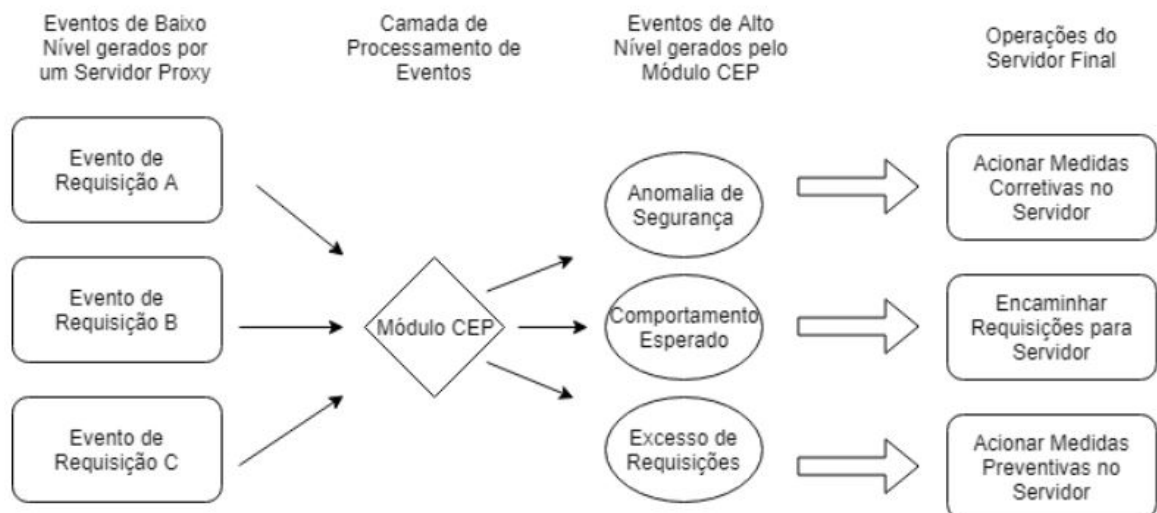 Eventos de Baixo
Nível gerados por
um Servidor Proxy
Camada de
Processamento de
Eventos
Eventos de Alto
Nível gerados pelo
Módulo CEP
Operações do
Servidor Final
Evento de
Requisição A
Evento de
Requisição B
Evento de
Requisição C
Módulo CEP
Anomalia de
Segurança
Comportamento
Esperado
Excesso de
Requisições
Acionar Medidas
Corretivas no
Servidor
Encaminhar
Requisições para
Servidor
Acionar Medidas
Preventivas no
Servidor